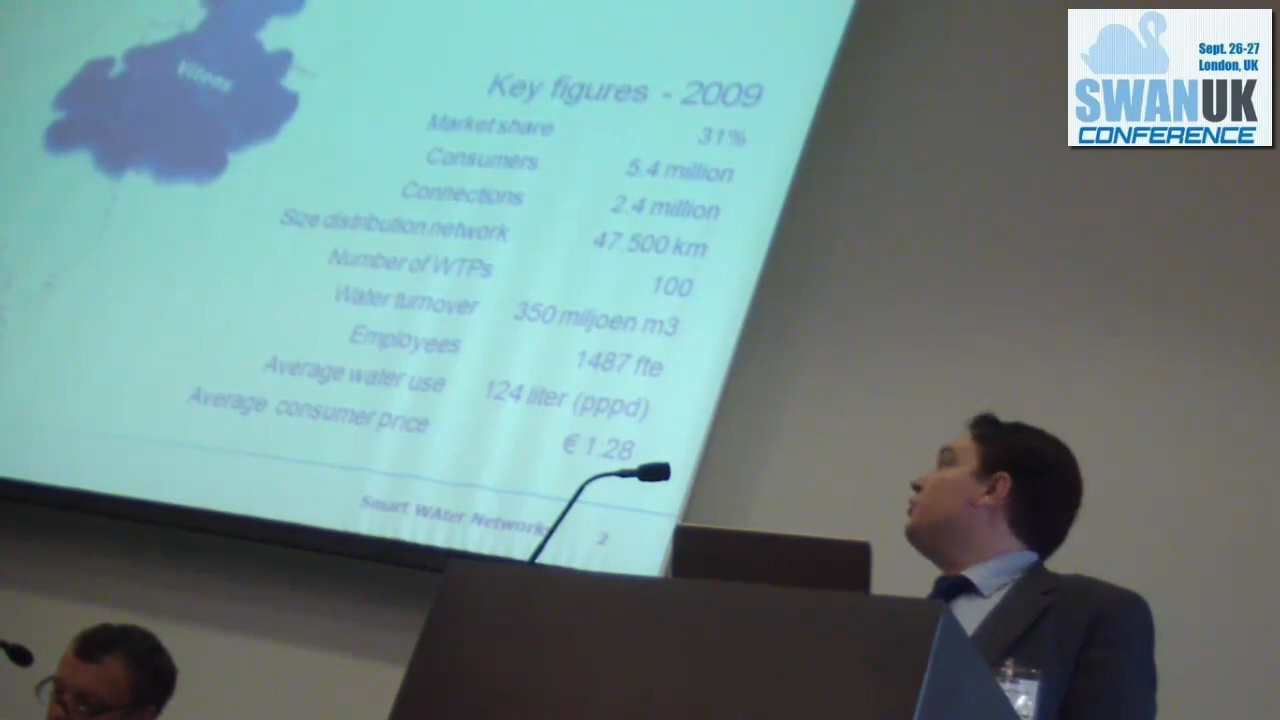 Vitens
Key figures - 2009
Market share 31%
Consumers 5.4 million
Connections 2.4 million
Size distribution network 47.500 km
Number of WTPs 100
Water turnover 350 miljoen m3
Employees 1487 fte
Average water use 124 liter (pppd)
Average consumer price € 1.28
Smart WAter Networks 2
Sept. 26-27
London, UK
SWANUK
CONFERENCE